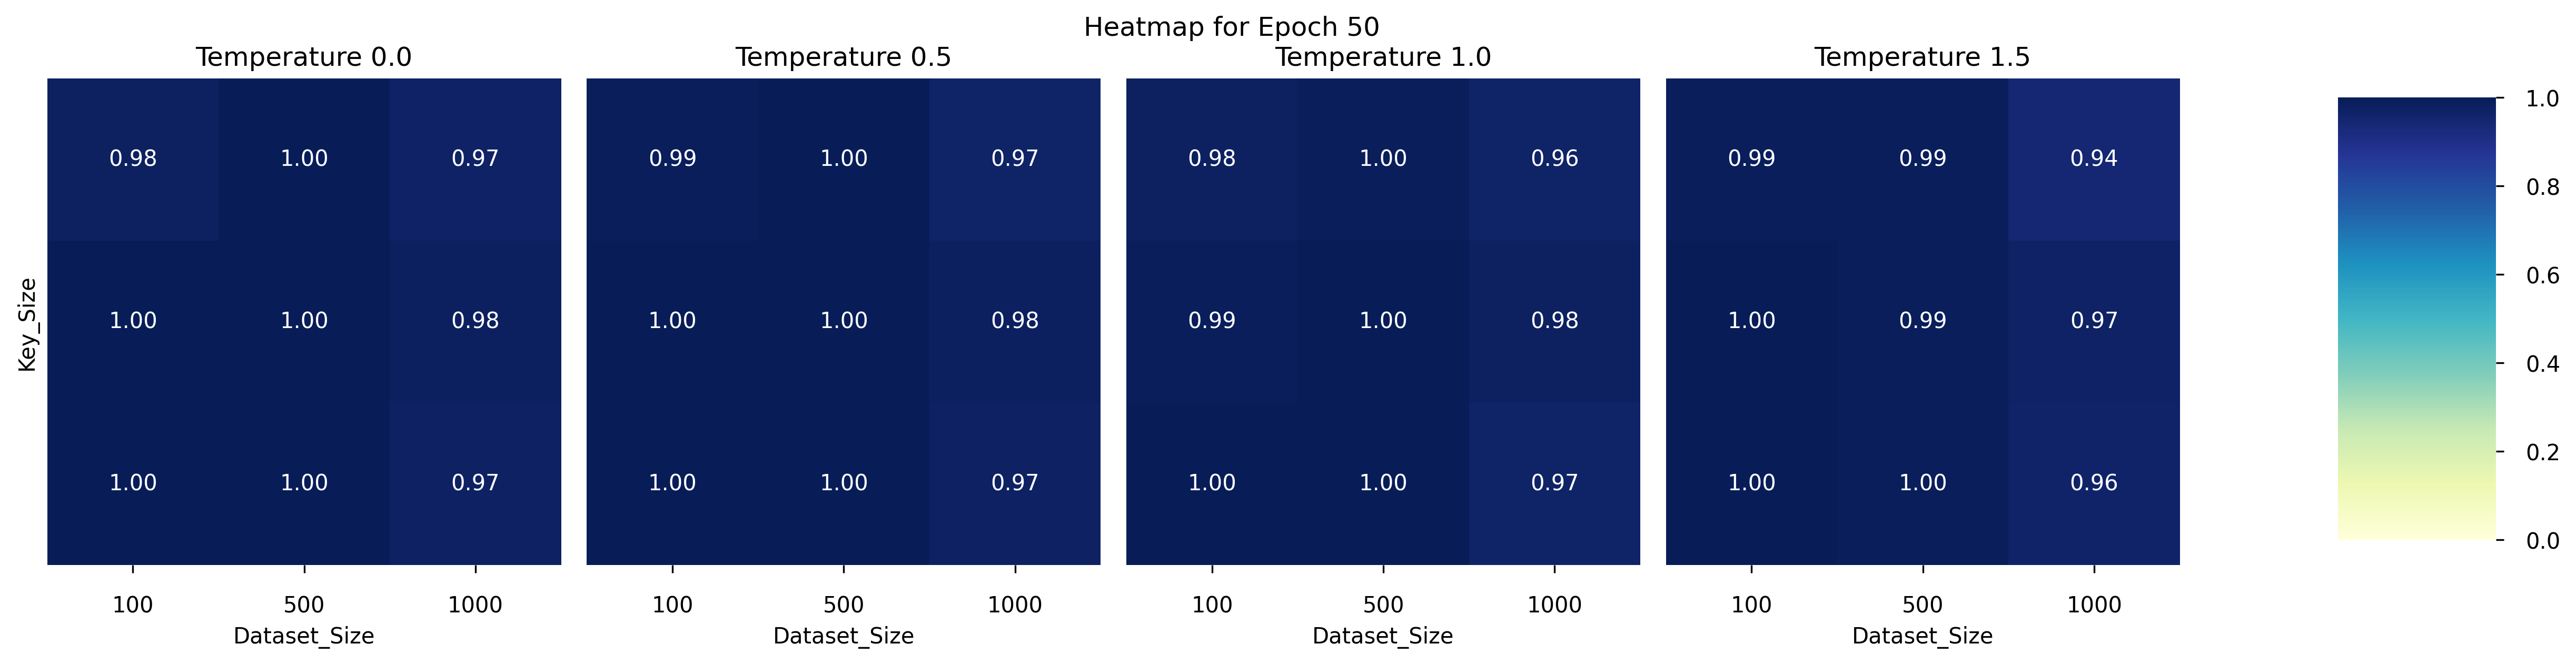 Heatmap for Epoch 50
Temperature 0.0 Temperature 0.5 Temperature 1.0 Temperature 1.5
0.98 1.00 0.97 0.99 1.00 0.97 0.98 1.00 0.96 0.99 0.99 0.94
1.00 1.00 0.98 1.00 1.00 0.98 0.99 1.00 0.98 1.00 0.99 0.97
1.00 1.00 0.97 1.00 1.00 0.97 1.00 1.00 0.97 1.00 1.00 0.96
Key_Size
100 500 1000 100 500 1000 100 500 1000 100 500 1000
Dataset_Size Dataset_Size Dataset_Size Dataset_Size
1.0
0.8
0.6
0.4
0.2
0.0